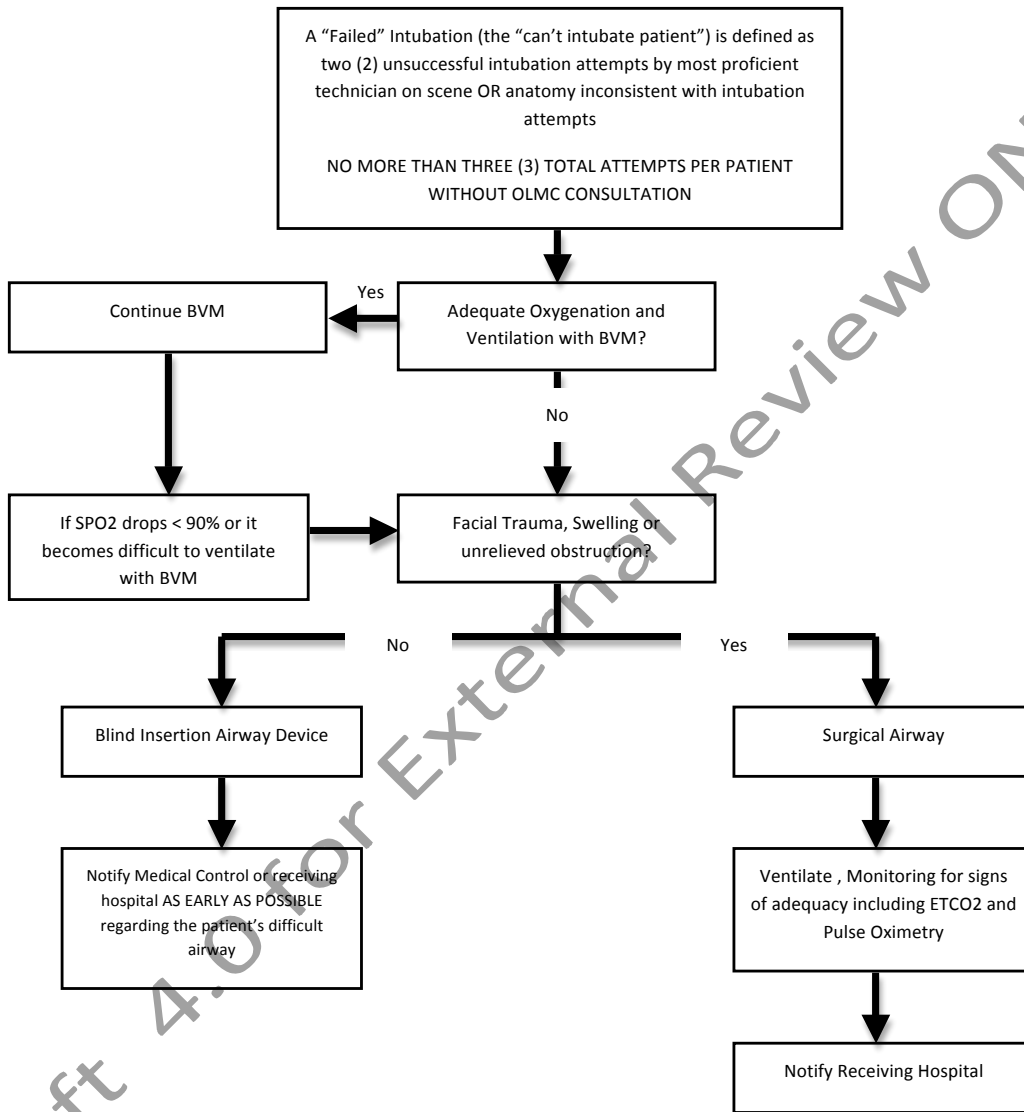 A “Failed” Intubation (the “can’t intubate patient”) is defined as
two (2) unsuccessful intubation attempts by most proficient
technician on scene OR anatomy inconsistent with intubation
attempts
NO MORE THAN THREE (3) TOTAL ATTEMPTS PER PATIENT
WITHOUT OLMC CONSULTATION
Continue BVM
Yes
Adequate Oxygenation and
Ventilation with BVM?
No
If SPO2 drops < 90% or it
becomes difficult to ventilate
with BVM
Facial Trauma, Swelling or
unrelieved obstruction?
No
Yes
Blind Insertion Airway Device
Surgical Airway
Notify Medical Control or receiving
hospital AS EARLY AS POSSIBLE
regarding the patient’s difficult
airway
Ventilate , Monitoring for signs
of adequacy including ETCO2 and
Pulse Oximetry
Notify Receiving Hospital
4.0 for External Review